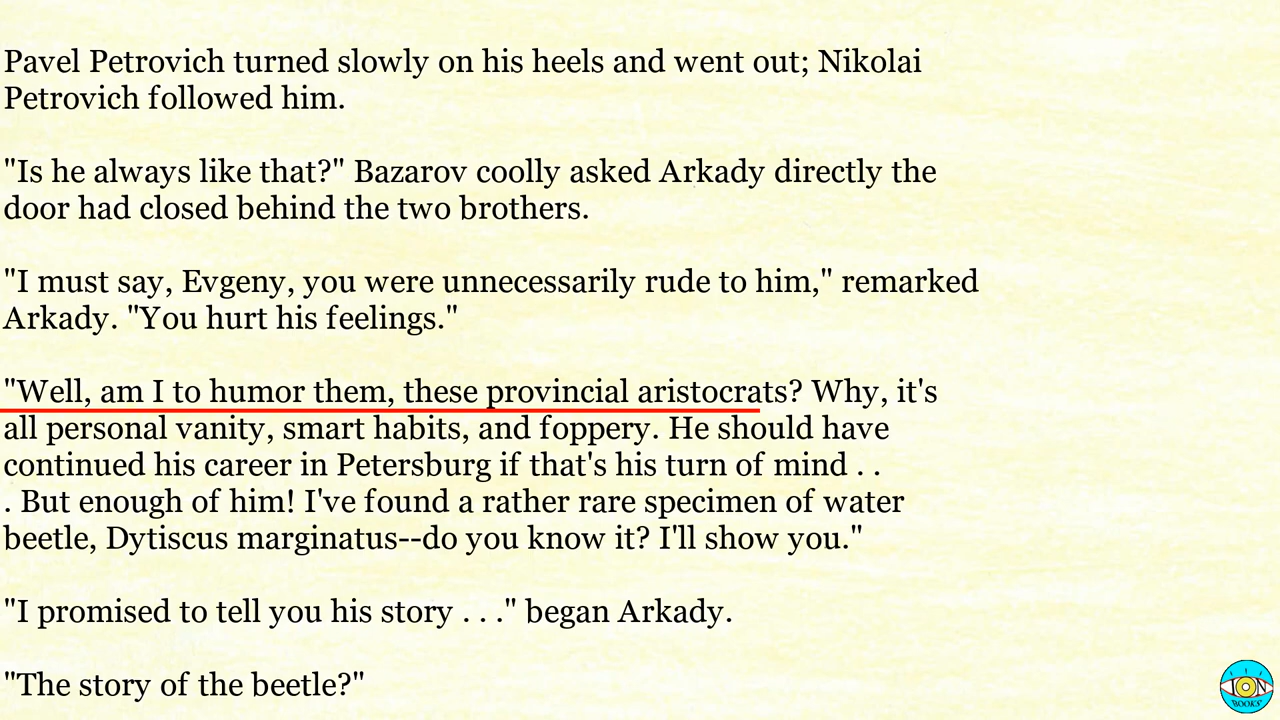 Pavel Petrovich turned slowly on his heels and went out; Nikolai
Petrovich followed him.
"Is he always like that?" Bazarov coolly asked Arkady directly the
door had closed behind the two brothers.
"I must say, Evgeny, you were unnecessarily rude to him," remarked
Arkady. "You hurt his feelings."
"Well, am I to humor them, these provincial aristocrats? Why, it's
all personal vanity, smart habits, and foppery. He should have
continued his career in Petersburg if that's his turn of mind . .
. But enough of him! I've found a rather rare specimen of water
beetle, Dytiscus marginatus--do you know it? I'll show you."
"I promised to tell you his story . . ." began Arkady.
"The story of the beetle?"
ION
BOOKS